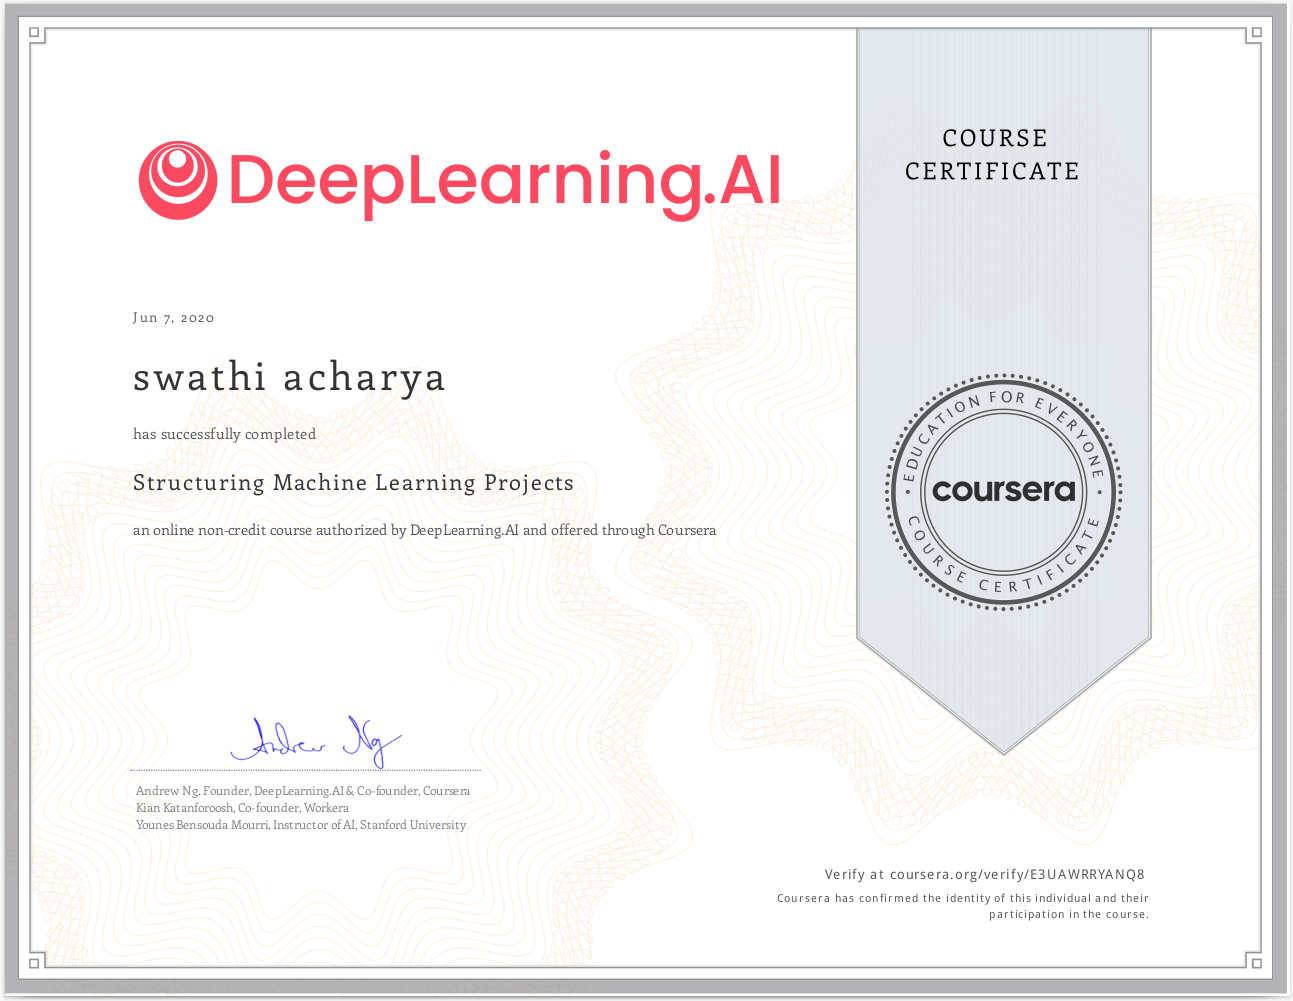 DeepLearning.AI
COURSE
CERTIFICATE
Jun 7, 2020
swathi acharya
has successfully completed
Structuring Machine Learning Projects
an online non-credit course authorized by DeepLearning.AI and offered through Coursera
EDUCATION FOR EVERYONE
coursera
COURSE CERTIFICATE
Andrew Ng
Andrew Ng, Founder, DeepLearning.AI & Co-founder, Coursera
Kian Katanforoosh, Co-founder, Workera
Younes Bensouda Mourri, Instructor of AI, Stanford University
Verify at coursera.org/verify/E3UAWRRYANQ8
Coursera has confirmed the identity of this individual and their
participation in the course.